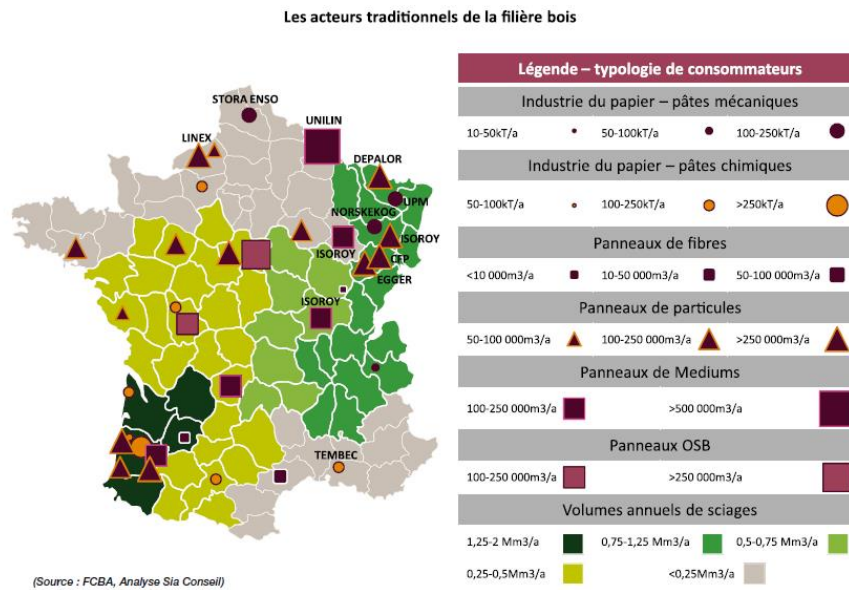 Les acteurs traditionnels de la filière bois
STORA ENSO
UNILIN
LINEX
DEPALOR
UPM
NORSKEKOG
ISOROY
ISOROY
CFP
EGGER
ISOROY
TEMBEC
(Source : FCBA, Analyse Sia Conseil)
Légende – typologie de consommateurs
Industrie du papier – pâtes mécaniques
10-50kT/a 50-100kT/a 100-250kT/a
Industrie du papier – pâtes chimiques
50-100kT/a 100-250kT/a >250kT/a
Panneaux de fibres
<10 000m3/a 10-50 000m3/a 50-100 000m3/a
Panneaux de particules
50-100 000m3/a 100-250 000m3/a >250 000m3/a
Panneaux de Mediums
100-250 000m3/a >500 000m3/a
Panneaux OSB
100-250 000m3/a >250 000m3/a
Volumes annuels de sciages
1,25-2 Mm3/a 0,75-1,25 Mm3/a 0,5-0,75 Mm3/a
0,25-0,5Mm3/a <0,25Mm3/a